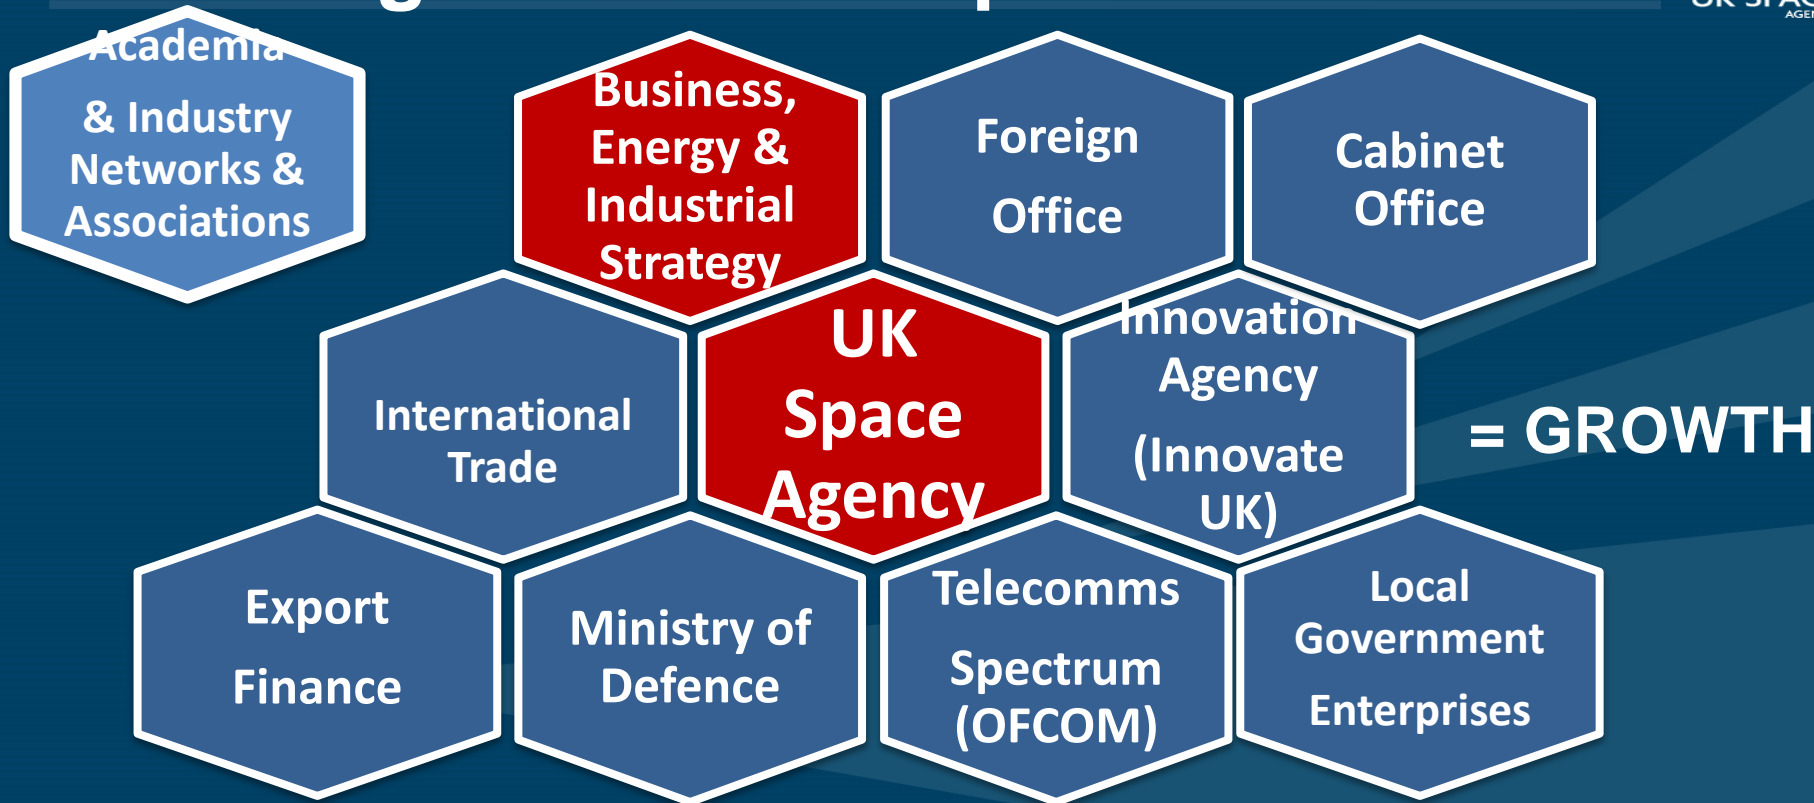 Academia
& Industry
Networks &
Associations
Business,
Energy &
Industrial
Strategy
Foreign
Office
Cabinet
Office
International
Trade
UK
Space
Agency
Innovation
Agency
(Innovate
UK)
= GROWTH
Export
Finance
Ministry of
Defence
Telecomms
Spectrum
(OFCOM)
Local
Government
Enterprises